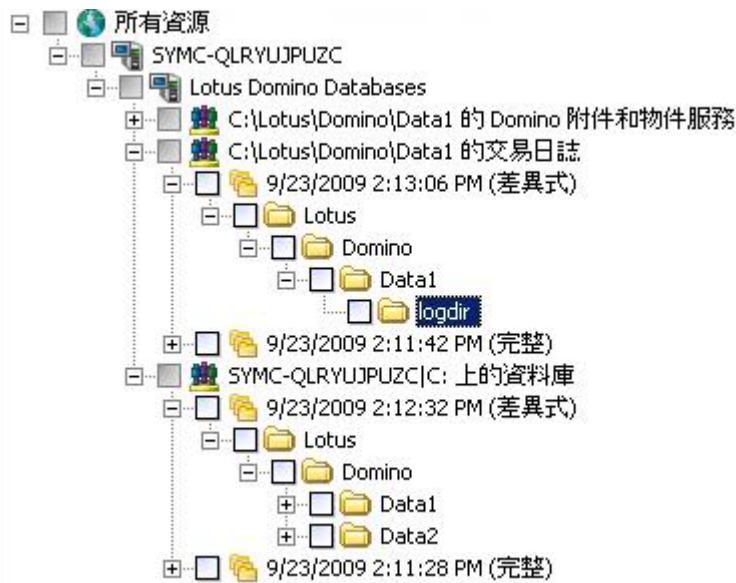 所有資源
SYMC-QLRYUJPUZC
Lotus Domino Databases
C:\Lotus\Domino\Data1 的 Domino 附件和物件服務
C:\Lotus\Domino\Data1 的交易日誌
9/23/2009 2:13:06 PM (差異式)
Lotus
Domino
Data1
logdir
9/23/2009 2:11:42 PM (完整)
SYMC-QLRYUJPUZC|C: 上的資料庫
9/23/2009 2:12:32 PM (差異式)
Lotus
Domino
Data1
Data2
9/23/2009 2:11:28 PM (完整)